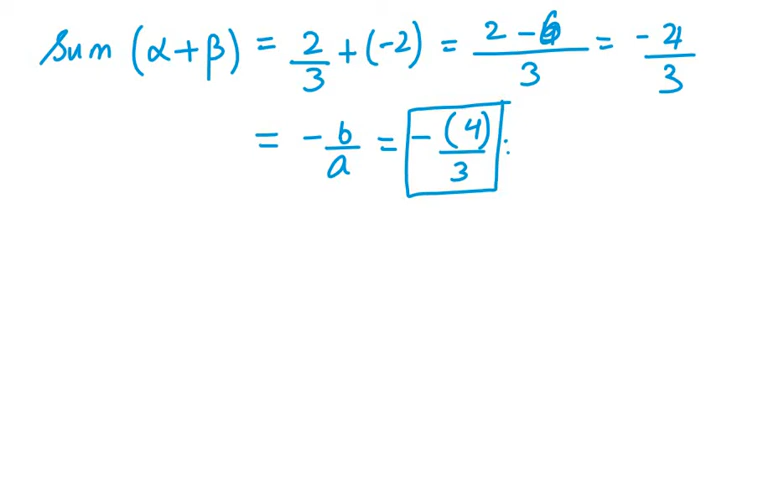 Sum (α+β) = 2/3 + (-2) = (2 - 6)/3 = -4/3
= -b/a = -(4)/3 :